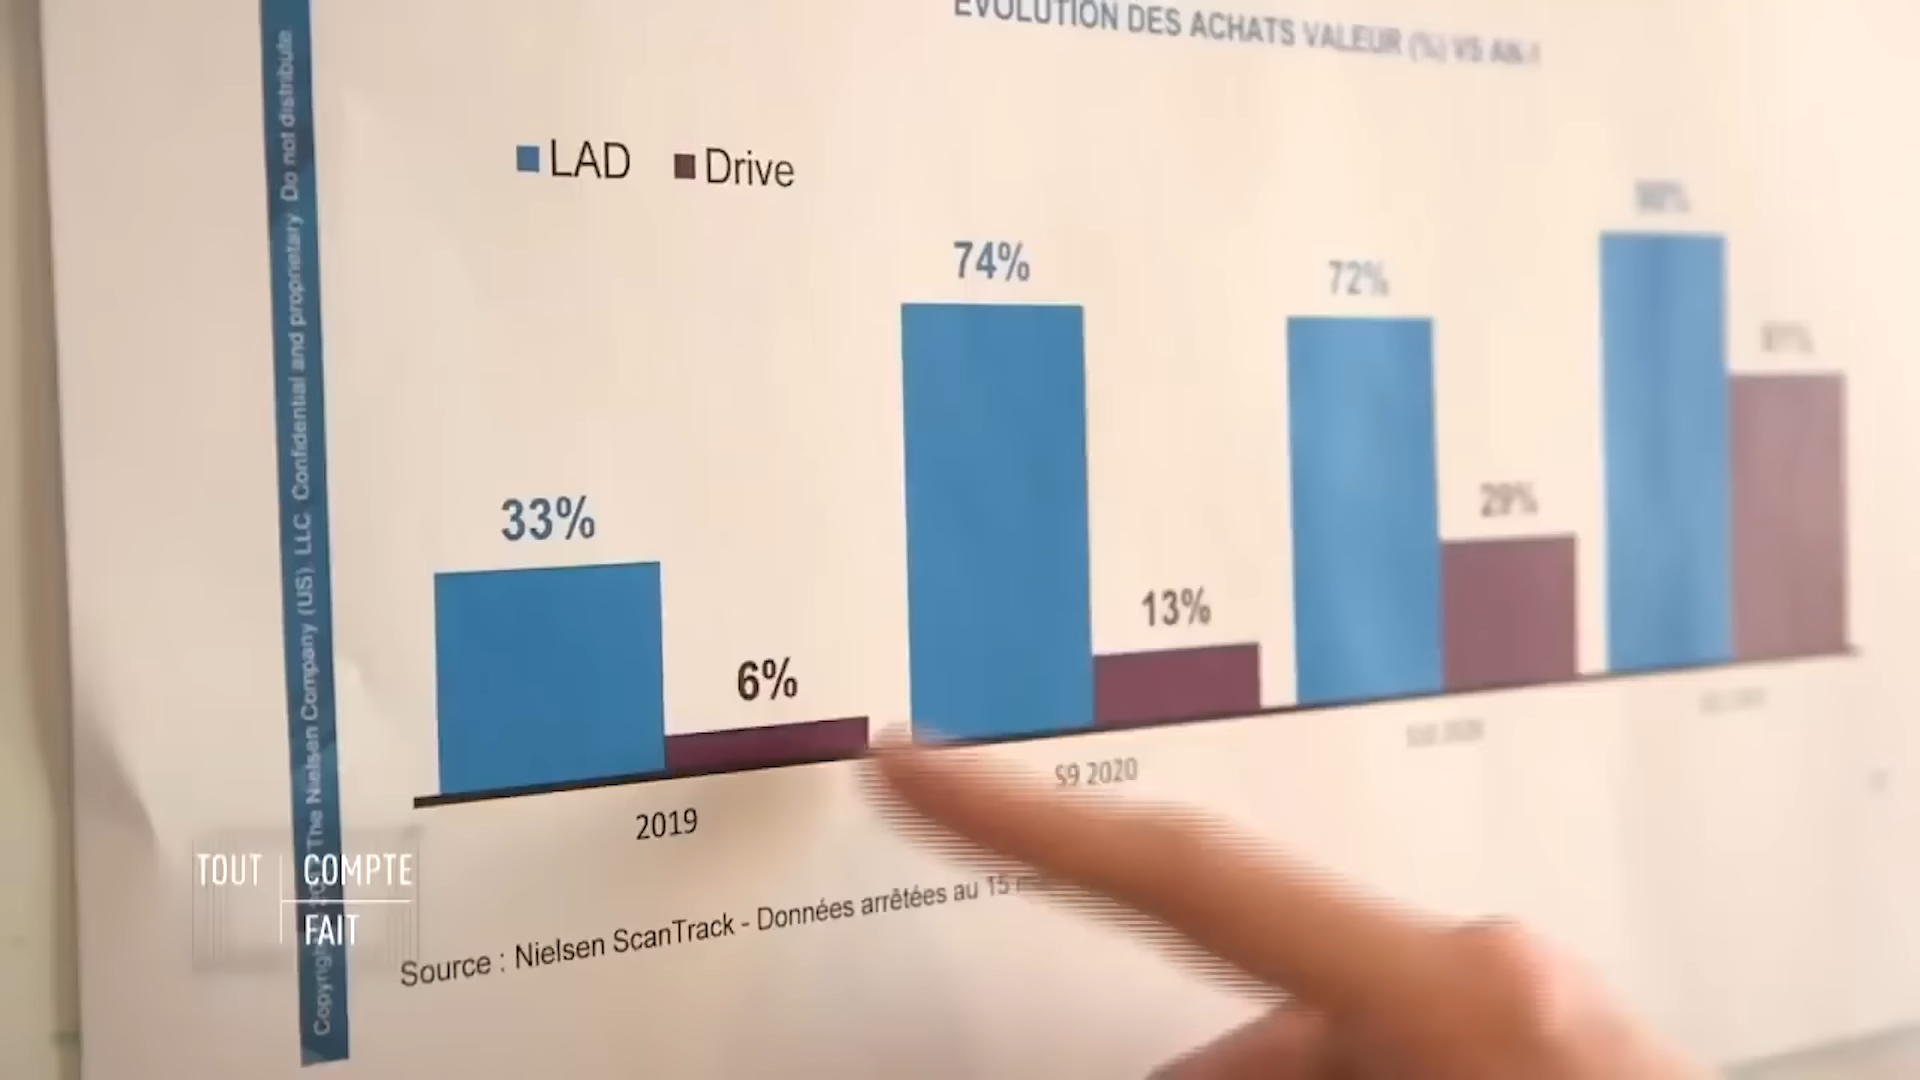 ÉVOLUTION DES ACHATS VALEUR (%) VS AN-1
LAD Drive
33%
6%
74%
13%
72%
29%
2019
S9 2020
Source : Nielsen ScanTrack - Données arrêtées au 15
The Nielsen Company (US), LLC. Confidential and proprietary. Do not distribute.
TOUT COMPTE
FAIT